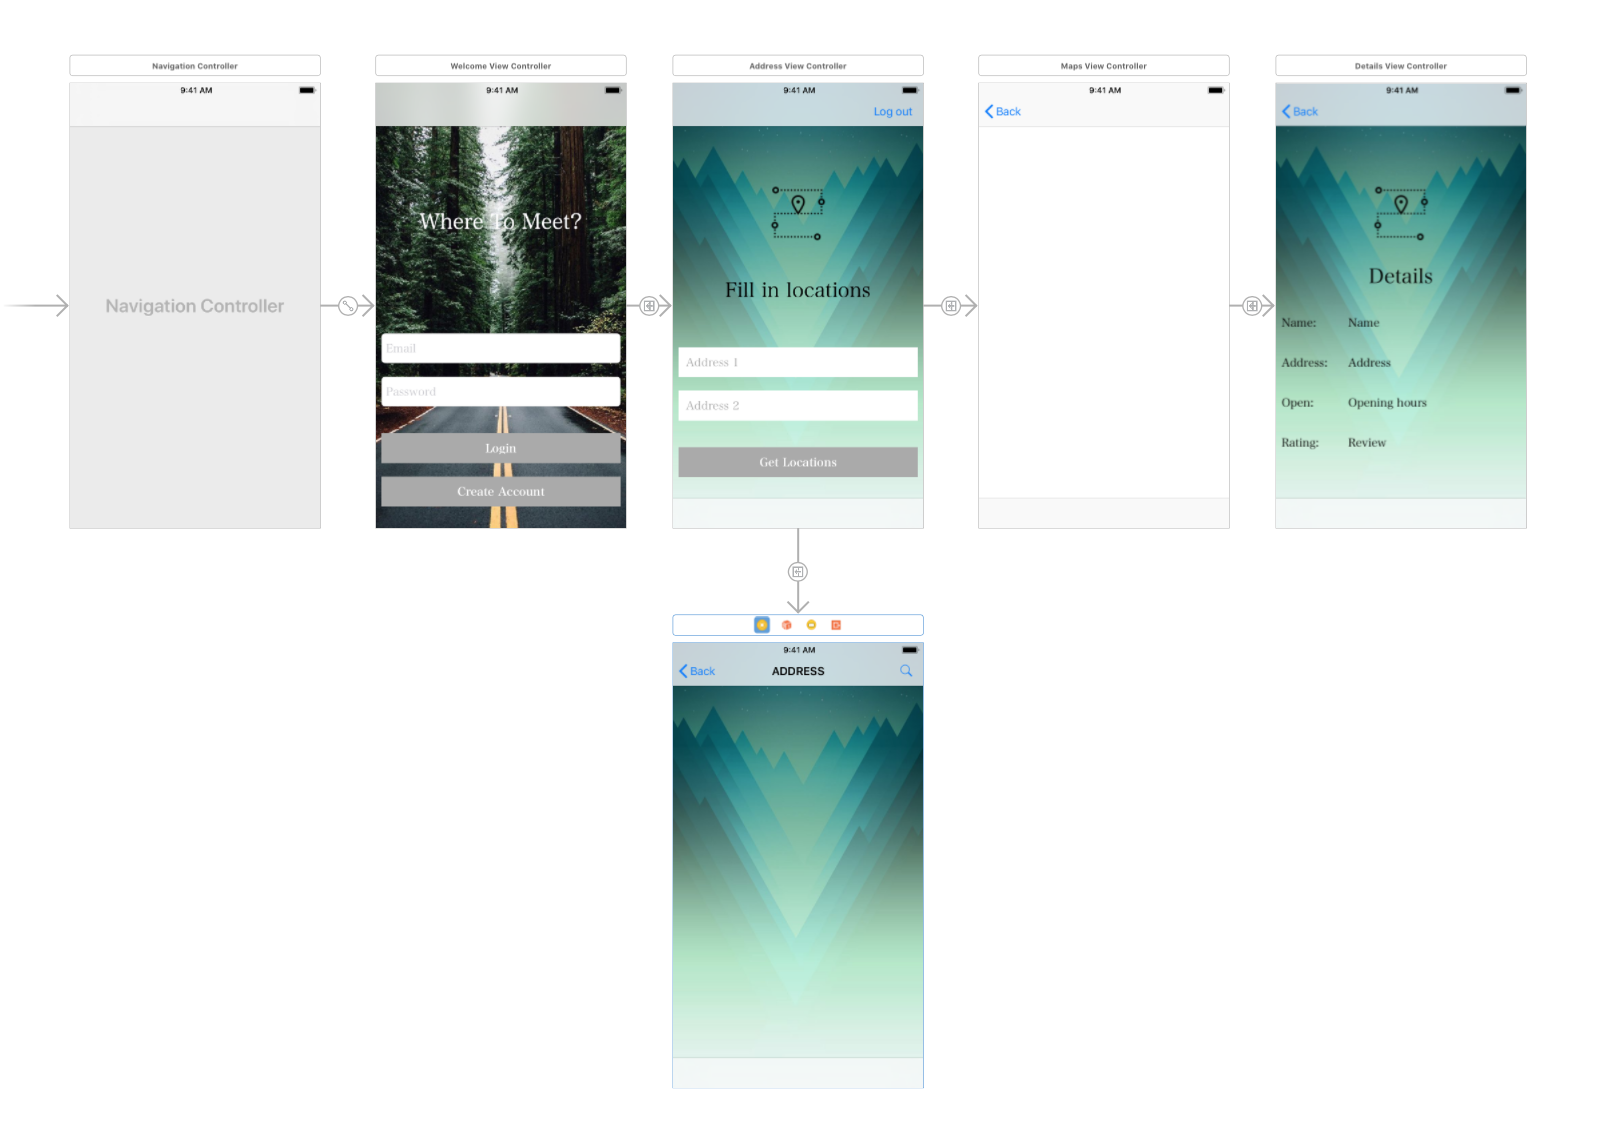 Navigation Controller
9:41 AM
Navigation Controller
Welcome View Controller
9:41 AM
Where To Meet?
Email
Password
Login
Create Account
Address View Controller
9:41 AM
Log out
Fill in locations
Address 1
Address 2
Get Locations
Maps View Controller
9:41 AM
Back
Details View Controller
9:41 AM
Back
Details
Name: Name
Address: Address
Open: Opening hours
Rating: Review
9:41 AM
Back ADDRESS